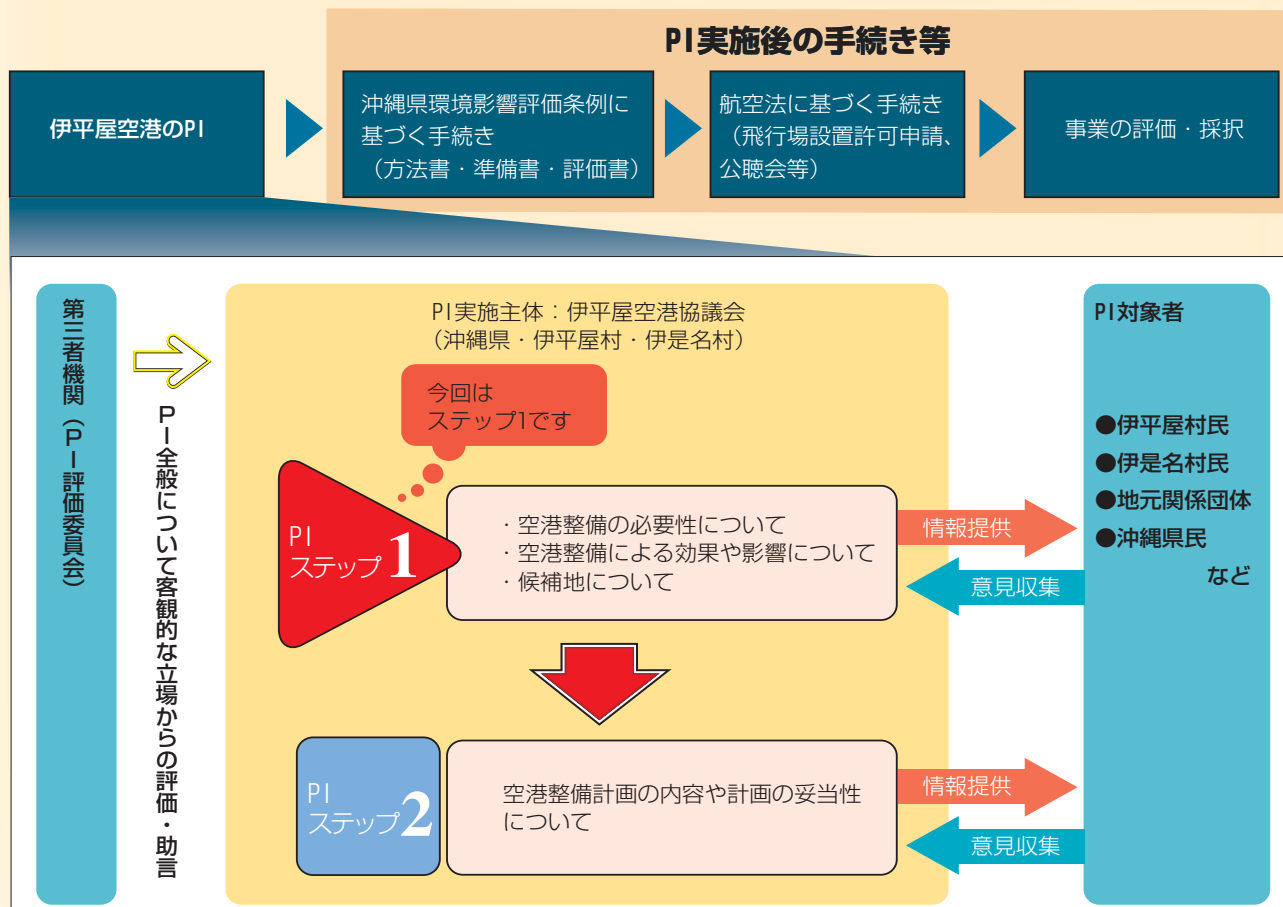 PI実施後の手続き等
伊平屋空港のPI
沖縄県環境影響評価条例に
基づく手続き
（方法書・準備書・評価書）
航空法に基づく手続き
（飛行場設置許可申請、
公聴会等）
事業の評価・採択
第三者機関（PI評価委員会）
PI全般について客観的な立場からの評価・助言
PI実施主体：伊平屋空港協議会
（沖縄県・伊平屋村・伊是名村）
今回は
ステップ1です
PI
ステップ1
・空港整備の必要性について
・空港整備による効果や影響について
・候補地について
情報提供
意見収集
PI
ステップ2
空港整備計画の内容や計画の妥当性
について
情報提供
意見収集
PI対象者
●伊平屋村民
●伊是名村民
●地元関係団体
●沖縄県民
など